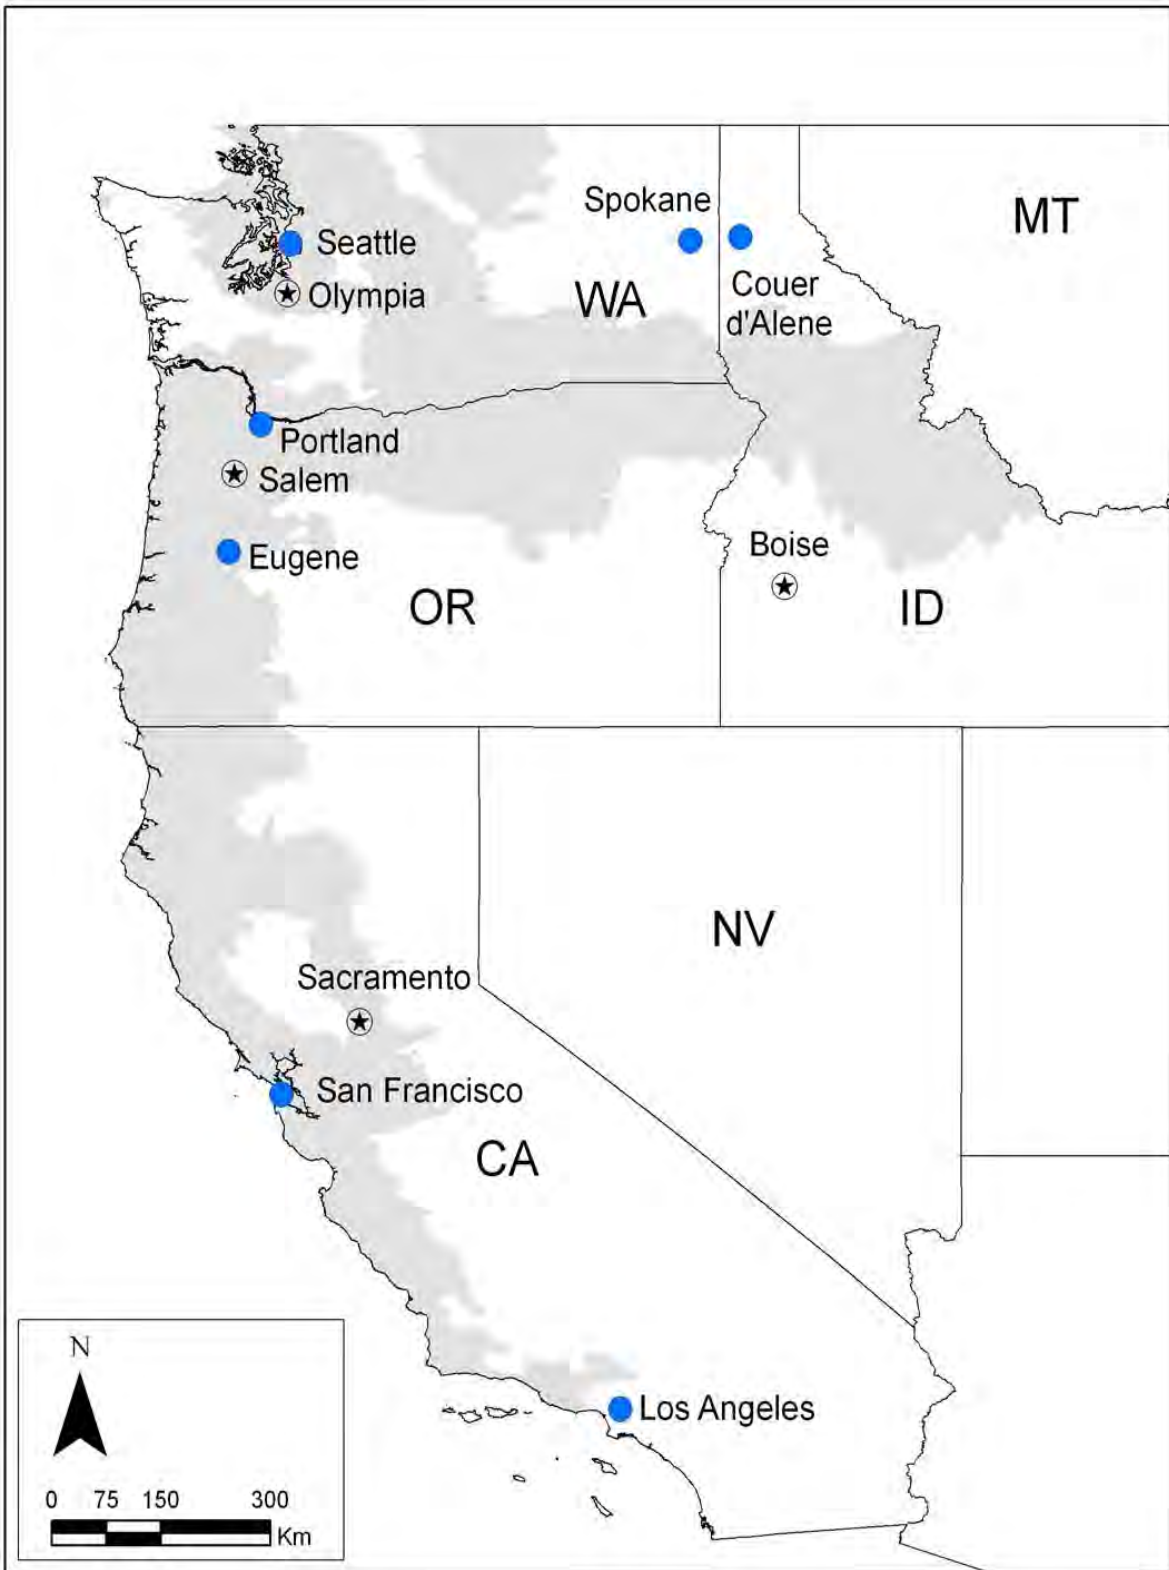 Spokane
MT
Seattle
Olympia
WA
Couer
d'Alene
Portland
Salem
Boise
Eugene
OR
ID
NV
Sacramento
San Francisco
CA
N
Los Angeles
0 75 150 300
Km